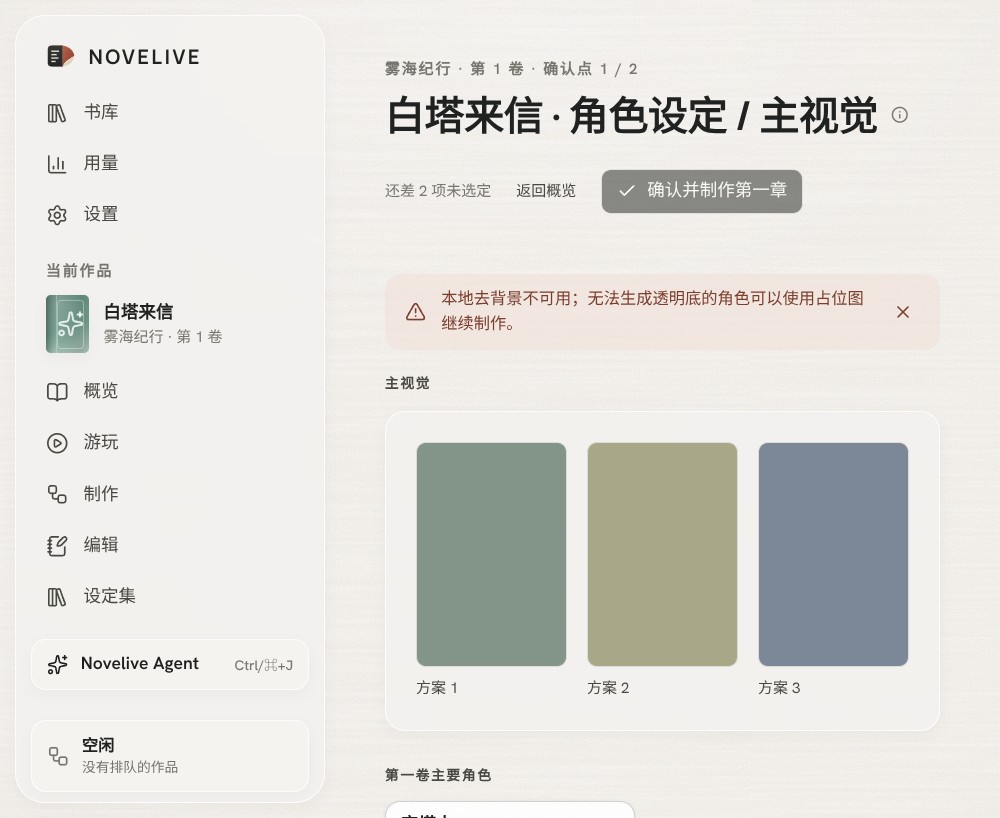 NOVELIVE
书库
用量
设置
当前作品
白塔来信
雾海纪行 · 第 1 卷
概览
游玩
制作
编辑
设定集
Novelive Agent
Ctrl/⌘+J
空闲
没有排队的作品
雾海纪行 · 第 1 卷 · 确认点 1 / 2
白塔来信 · 角色设定 / 主视觉
还差 2 项未选定
返回概览
确认并制作第一章
本地去背景不可用；无法生成透明底的角色可以使用占位图
继续制作。
主视觉
方案 1
方案 2
方案 3
第一卷主要角色